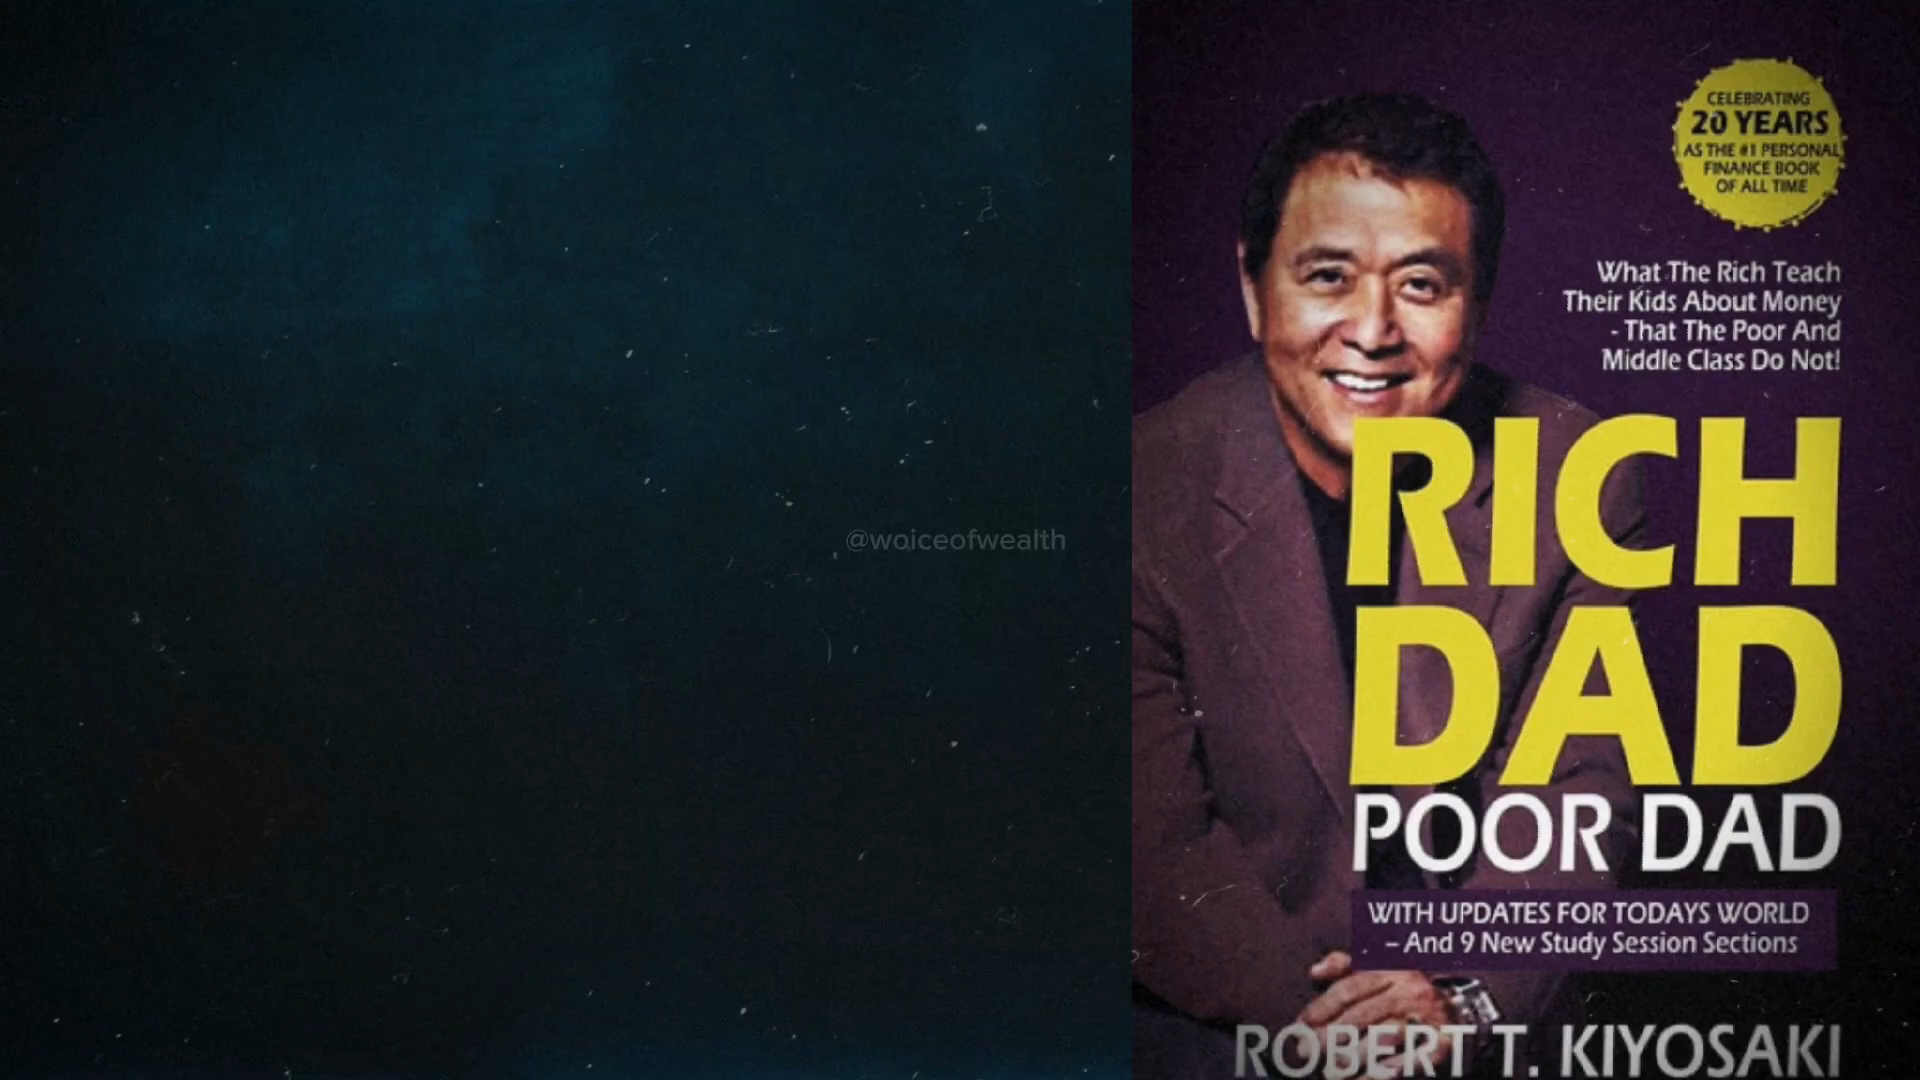 @woiceofwealth
CELEBRATING
20 YEARS
AS THE #1 PERSONAL
FINANCE BOOK
OF ALL TIME
What The Rich Teach
Their Kids About Money
- That The Poor And
Middle Class Do Not!
RICH
DAD
POOR DAD
WITH UPDATES FOR TODAYS WORLD
– And 9 New Study Session Sections
ROBERT T. KIYOSAKI